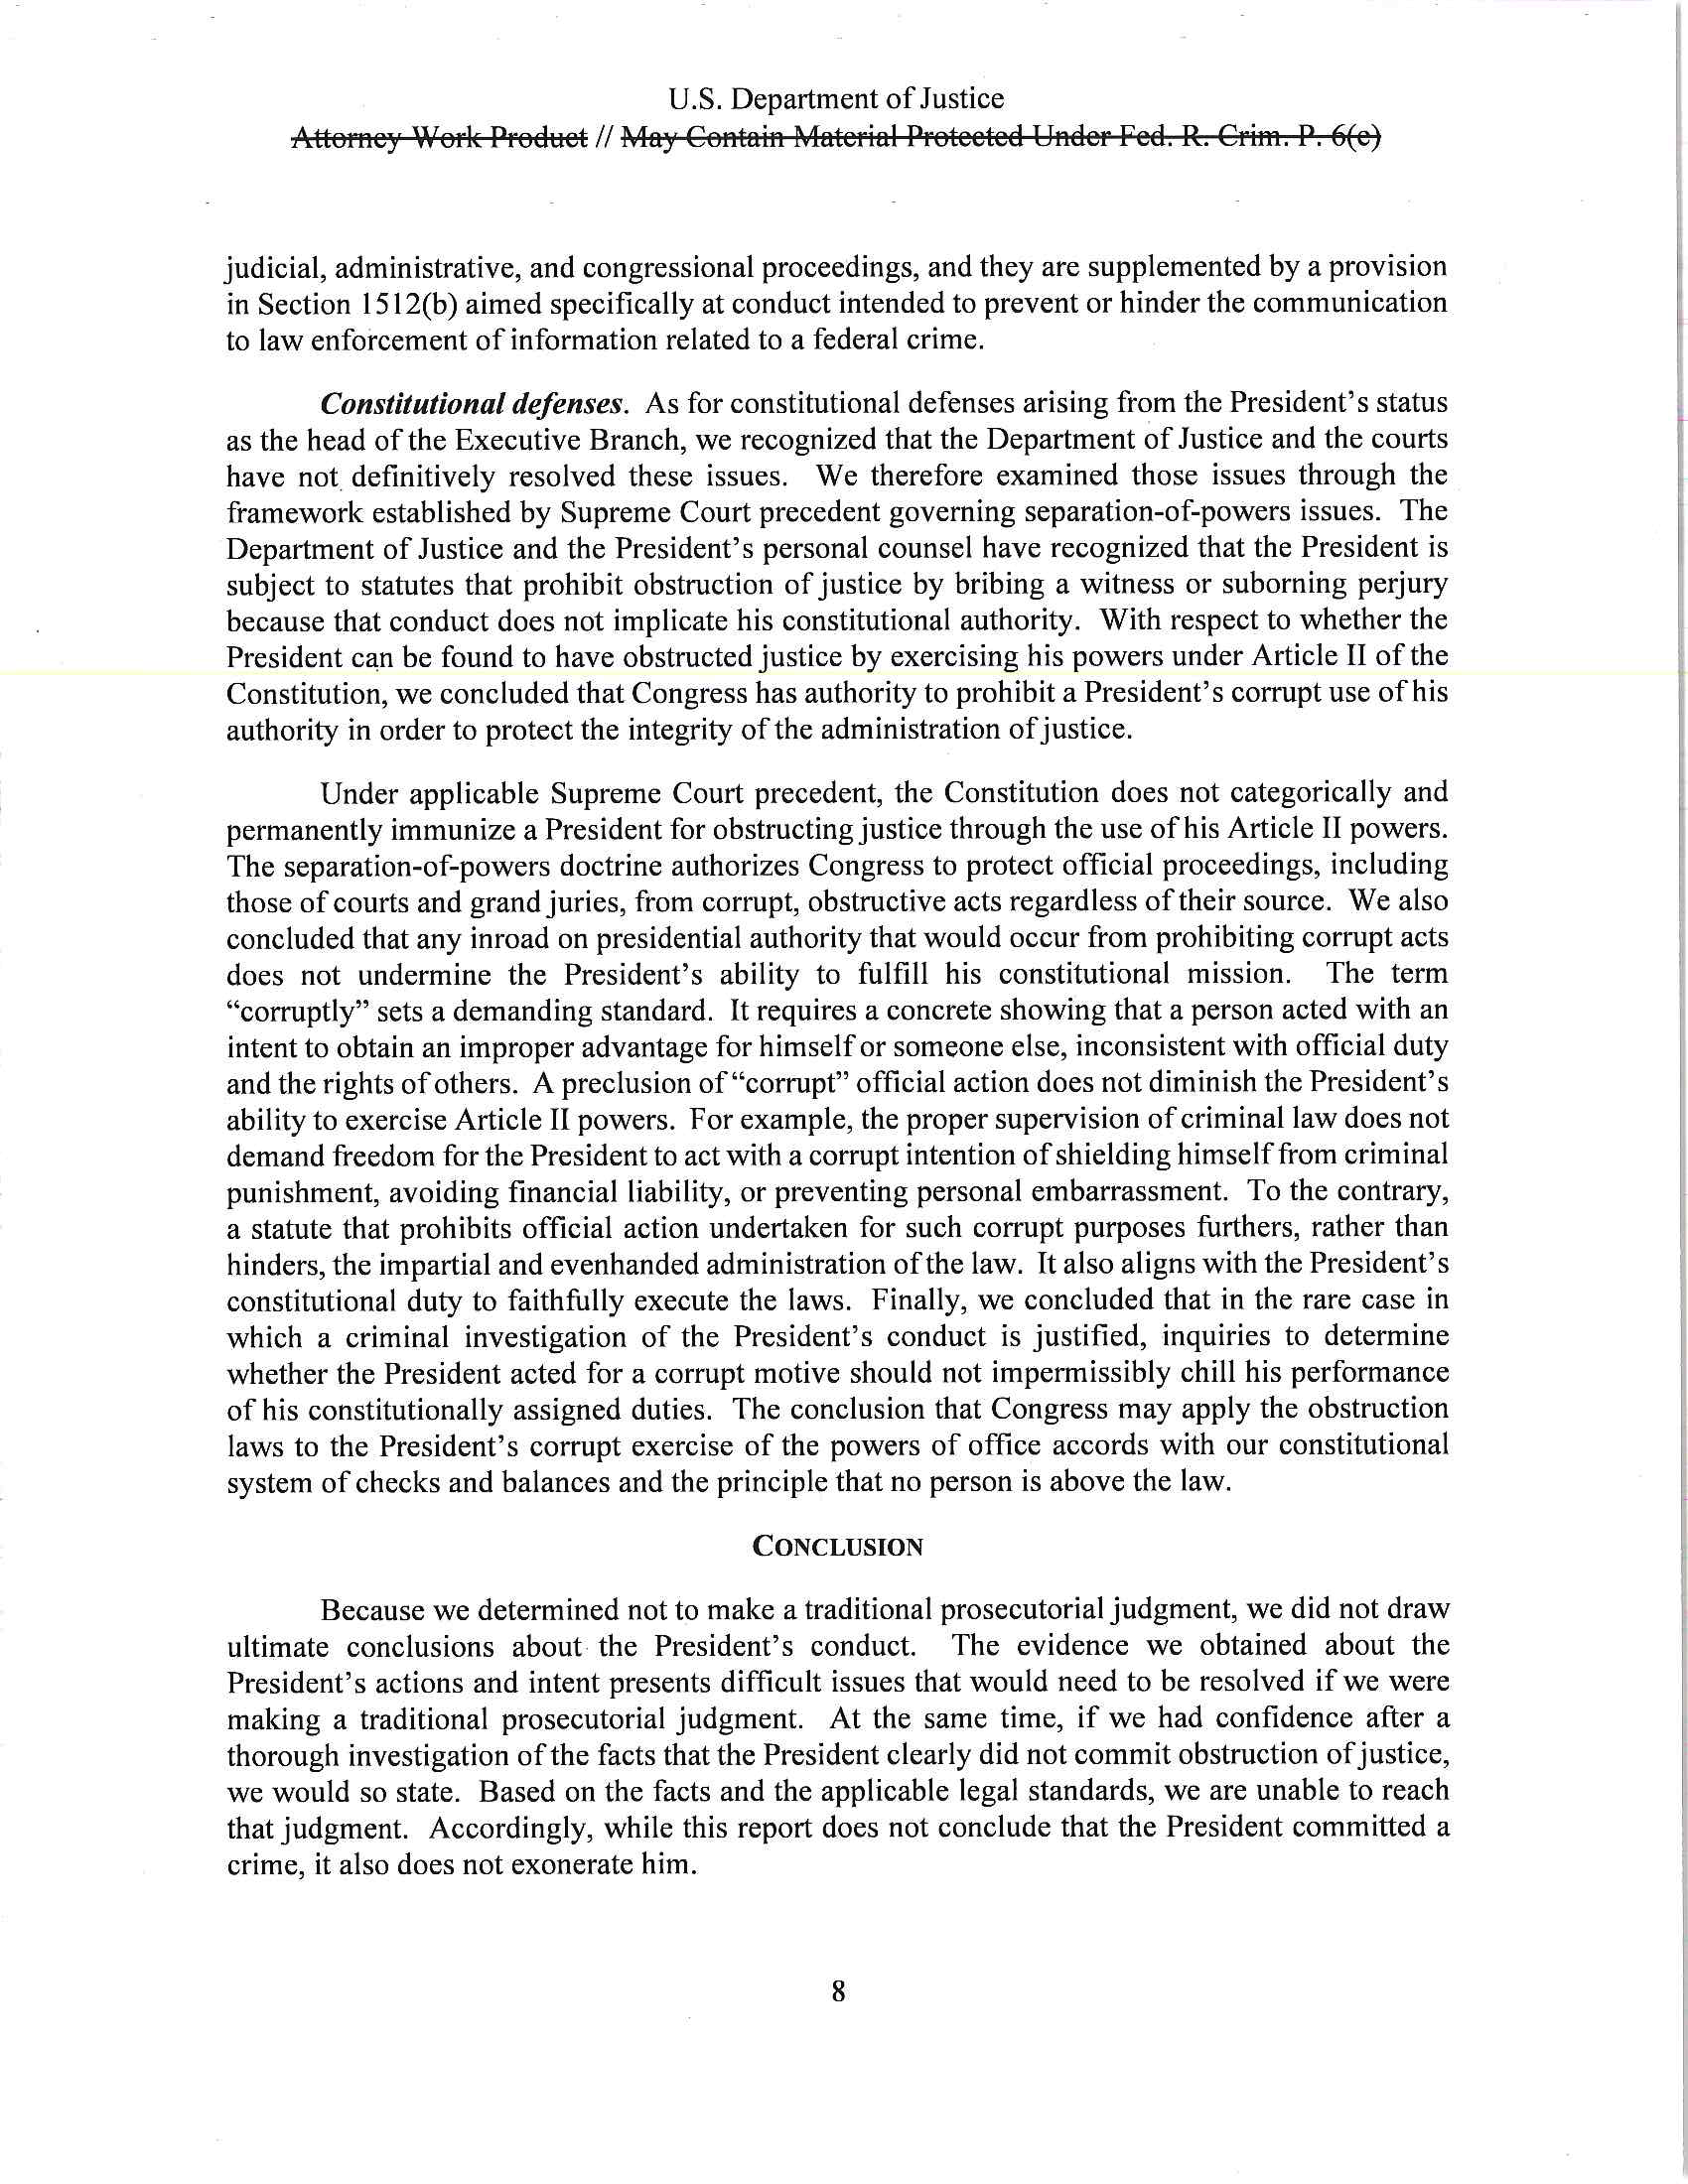 U.S. Department of Justice
Attorney Work Product // May Contain Material Protected Under Fed. R. Crim. P. 6(e)
judicial, administrative, and congressional proceedings, and they are supplemented by a provision
in Section 1512(b) aimed specifically at conduct intended to prevent or hinder the communication
to law enforcement of information related to a federal crime.
Constitutional defenses. As for constitutional defenses arising from the President's status
as the head of the Executive Branch, we recognized that the Department of Justice and the courts
have not definitively resolved these issues. We therefore examined those issues through the
framework established by Supreme Court precedent governing separation-of-powers issues. The
Department of Justice and the President's personal counsel have recognized that the President is
subject to statutes that prohibit obstruction of justice by bribing a witness or suborning perjury
because that conduct does not implicate his constitutional authority. With respect to whether the
President can be found to have obstructed justice by exercising his powers under Article II of the
Constitution, we concluded that Congress has authority to prohibit a President's corrupt use of his
authority in order to protect the integrity of the administration of justice.
Under applicable Supreme Court precedent, the Constitution does not categorically and
permanently immunize a President for obstructing justice through the use of his Article II powers.
The separation-of-powers doctrine authorizes Congress to protect official proceedings, including
those of courts and grand juries, from corrupt, obstructive acts regardless of their source. We also
concluded that any inroad on presidential authority that would occur from prohibiting corrupt acts
does not undermine the President's ability to fulfill his constitutional mission. The term
“corruptly” sets a demanding standard. It requires a concrete showing that a person acted with an
intent to obtain an improper advantage for himself or someone else, inconsistent with official duty
and the rights of others. A preclusion of “corrupt” official action does not diminish the President's
ability to exercise Article II powers. For example, the proper supervision of criminal law does not
demand freedom for the President to act with a corrupt intention of shielding himself from criminal
punishment, avoiding financial liability, or preventing personal embarrassment. To the contrary,
a statute that prohibits official action undertaken for such corrupt purposes furthers, rather than
hinders, the impartial and evenhanded administration of the law. It also aligns with the President's
constitutional duty to faithfully execute the laws. Finally, we concluded that in the rare case in
which a criminal investigation of the President's conduct is justified, inquiries to determine
whether the President acted for a corrupt motive should not impermissibly chill his performance
of his constitutionally assigned duties. The conclusion that Congress may apply the obstruction
laws to the President's corrupt exercise of the powers of office accords with our constitutional
system of checks and balances and the principle that no person is above the law.
CONCLUSION
Because we determined not to make a traditional prosecutorial judgment, we did not draw
ultimate conclusions about the President's conduct. The evidence we obtained about the
President's actions and intent presents difficult issues that would need to be resolved if we were
making a traditional prosecutorial judgment. At the same time, if we had confidence after a
thorough investigation of the facts that the President clearly did not commit obstruction of justice,
we would so state. Based on the facts and the applicable legal standards, we are unable to reach
that judgment. Accordingly, while this report does not conclude that the President committed a
crime, it also does not exonerate him.
8